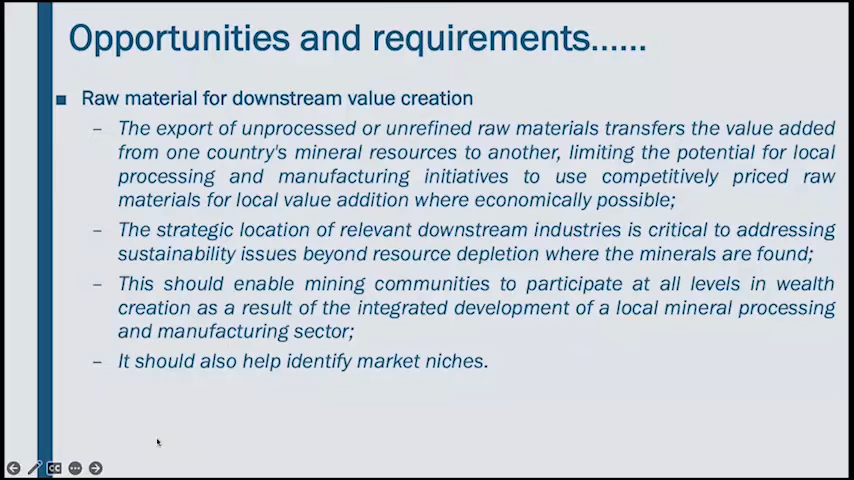 Opportunities and requirements......
Raw material for downstream value creation
– The export of unprocessed or unrefined raw materials transfers the value added
from one country's mineral resources to another, limiting the potential for local
processing and manufacturing initiatives to use competitively priced raw
materials for local value addition where economically possible;
– The strategic location of relevant downstream industries is critical to addressing
sustainability issues beyond resource depletion where the minerals are found;
– This should enable mining communities to participate at all levels in wealth
creation as a result of the integrated development of a local mineral processing
and manufacturing sector;
– It should also help identify market niches.
CC